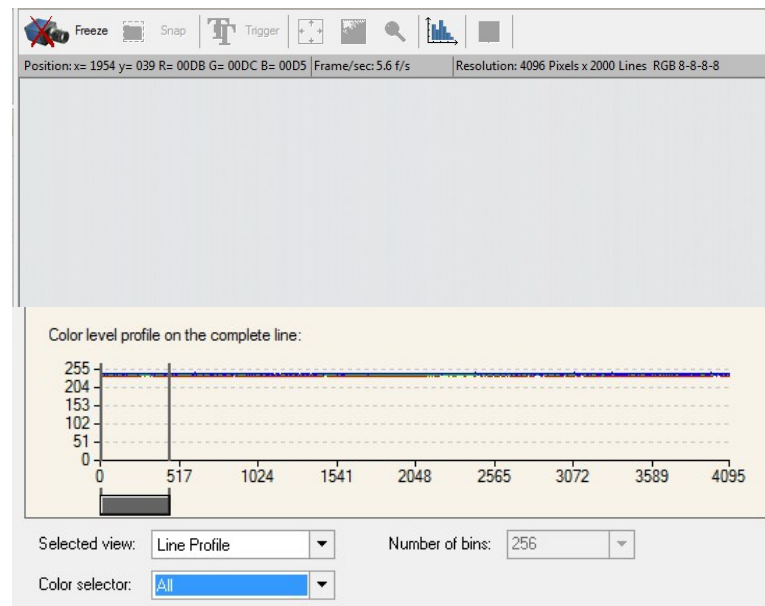 Freeze Snap Trigger
Position: x= 1954 y= 039 R= 00DB G= 00DC B= 00D5 Frame/sec: 5.6 f/s Resolution: 4096 Pixels x 2000 Lines RGB 8-8-8-8
Color level profile on the complete line:
255
204
153
102
51
0
0 517 1024 1541 2048 2565 3072 3589 4095
Selected view: Line Profile Number of bins: 256
Color selector: All